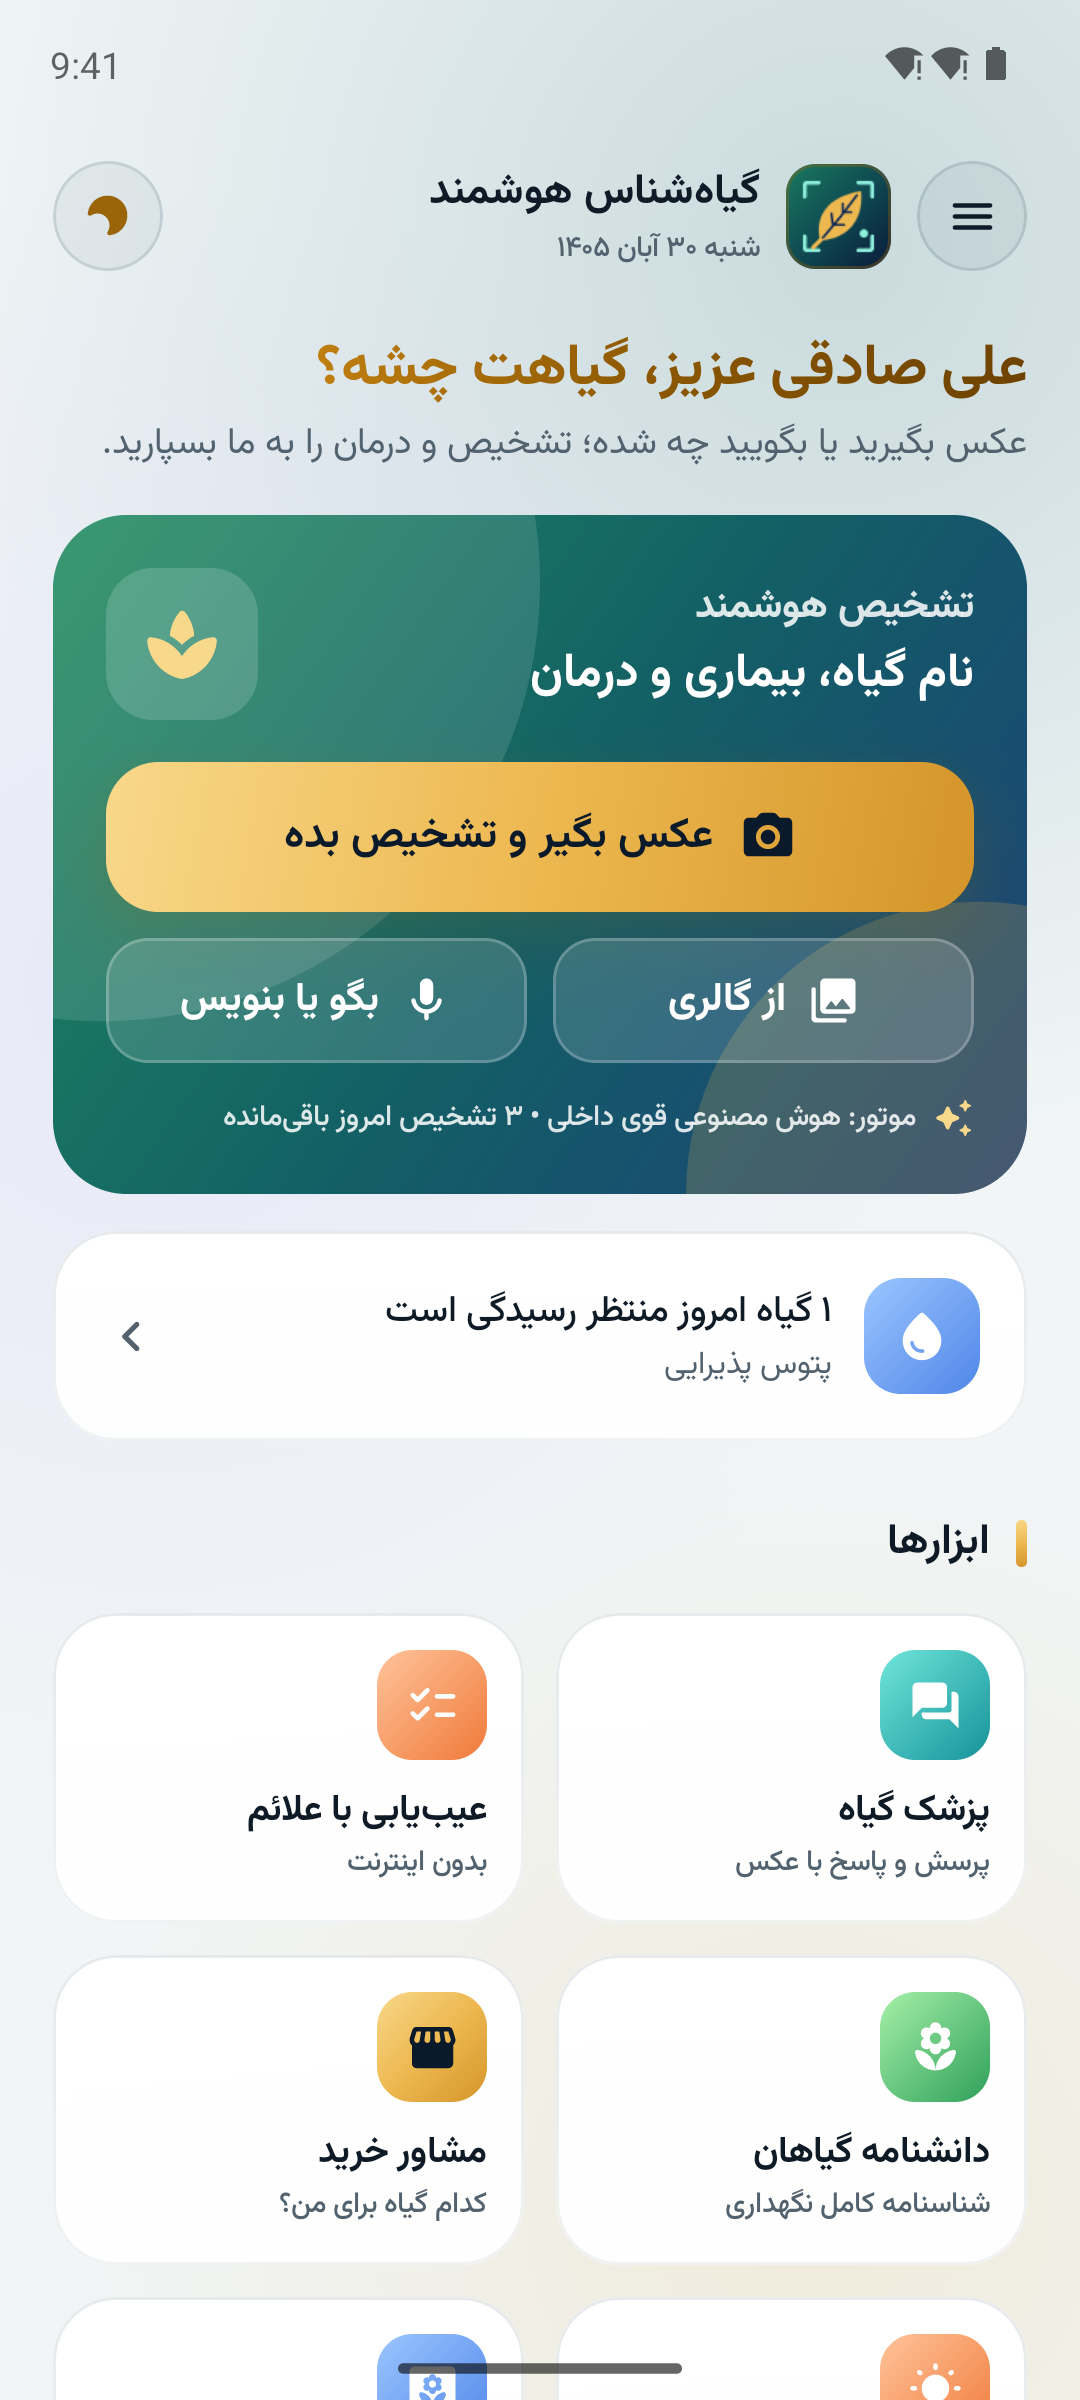 9:41
گیاه‌شناس هوشمند
شنبه ۳۰ آبان ۱۴۰۵
علی صادقی عزیز، گیاهت چشه؟
عکس بگیرید یا بگویید چه شده؛ تشخیص و درمان را به ما بسپارید.
تشخیص هوشمند
نام گیاه، بیماری و درمان
عکس بگیر و تشخیص بده
از گالری
بگو یا بنویس
موتور: هوش مصنوعی قوی داخلی • ۳ تشخیص امروز باقی‌مانده
۱ گیاه امروز منتظر رسیدگی است
پتوس پذیرایی
ابزارها
پزشک گیاه
پرسش و پاسخ با عکس
عیب‌یابی با علائم
بدون اینترنت
دانشنامه گیاهان
شناسنامه کامل نگهداری
مشاور خرید
کدام گیاه برای من؟